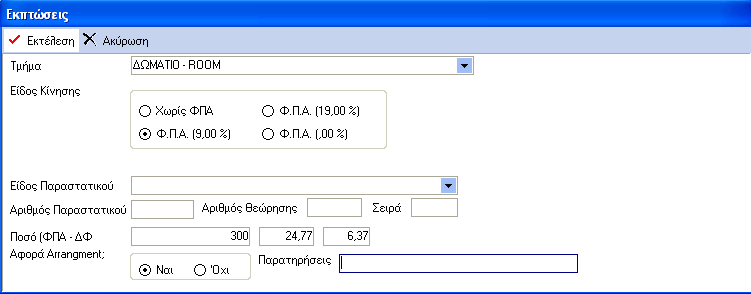 Εκπτώσεις
Εκτέλεση Ακύρωση
Τμήμα ΔΩΜΑΤΙΟ - ROOM
Είδος Κίνησης
Χωρίς ΦΠΑ Φ.Π.Α. (19,00 %)
Φ.Π.Α. (9,00 %) Φ.Π.Α. (,00 %)
Είδος Παραστατικού
Αριθμός Παραστατικού Αριθμός Θεώρησης Σειρά
Ποσό (ΦΠΑ - ΔΦ 300 24,77 6,37
Αφορά Arrangment;
Ναι Όχι Παρατηρήσεις